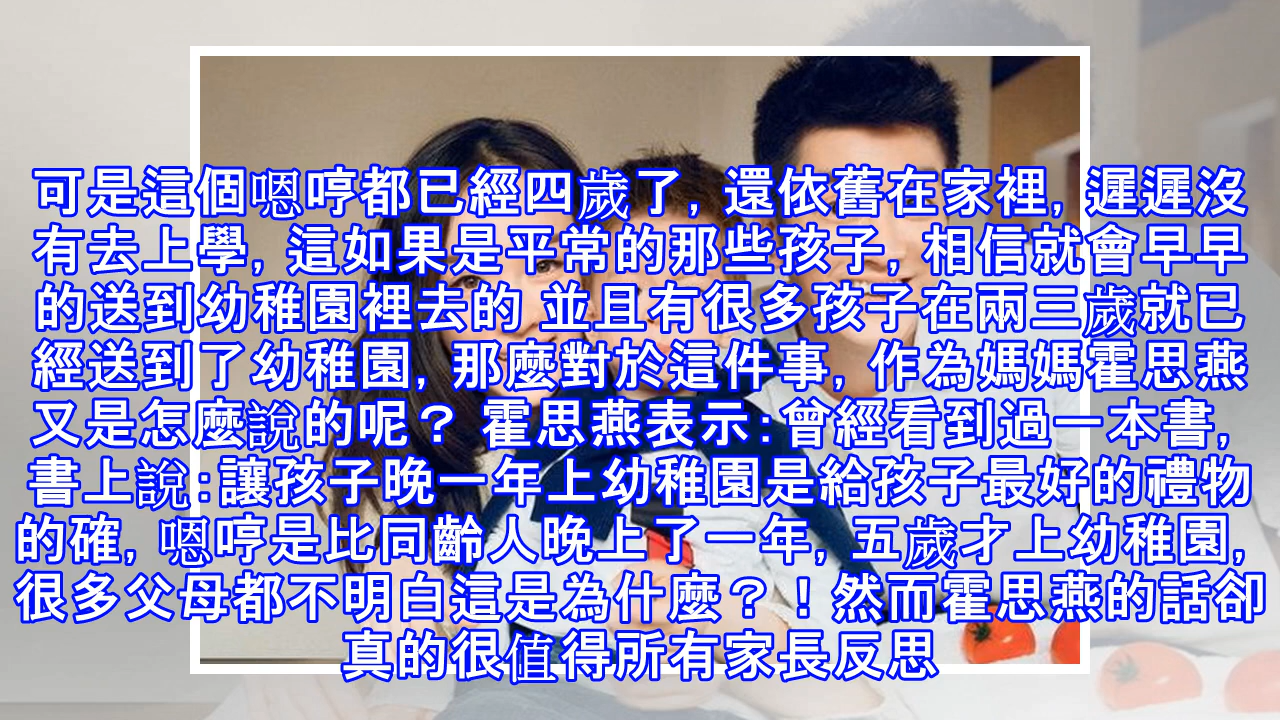 可是這個嗯哼都已經四歲了, 還依舊在家裡, 遲遲沒
有去上學, 這如果是平常的那些孩子, 相信就會早早
的送到幼稚園裡去的 並且有很多孩子在兩三歲就已
經送到了幼稚園, 那麼對於這件事, 作為媽媽霍思燕
又是怎麼說的呢？ 霍思燕表示:曾經看到過一本書,
書上說:讓孩子晚一年上幼稚園是給孩子最好的禮物
的確, 嗯哼是比同齡人晚上了一年, 五歲才上幼稚園,
很多父母都不明白這是為什麼？！然而霍思燕的話卻
真的很值得所有家長反思